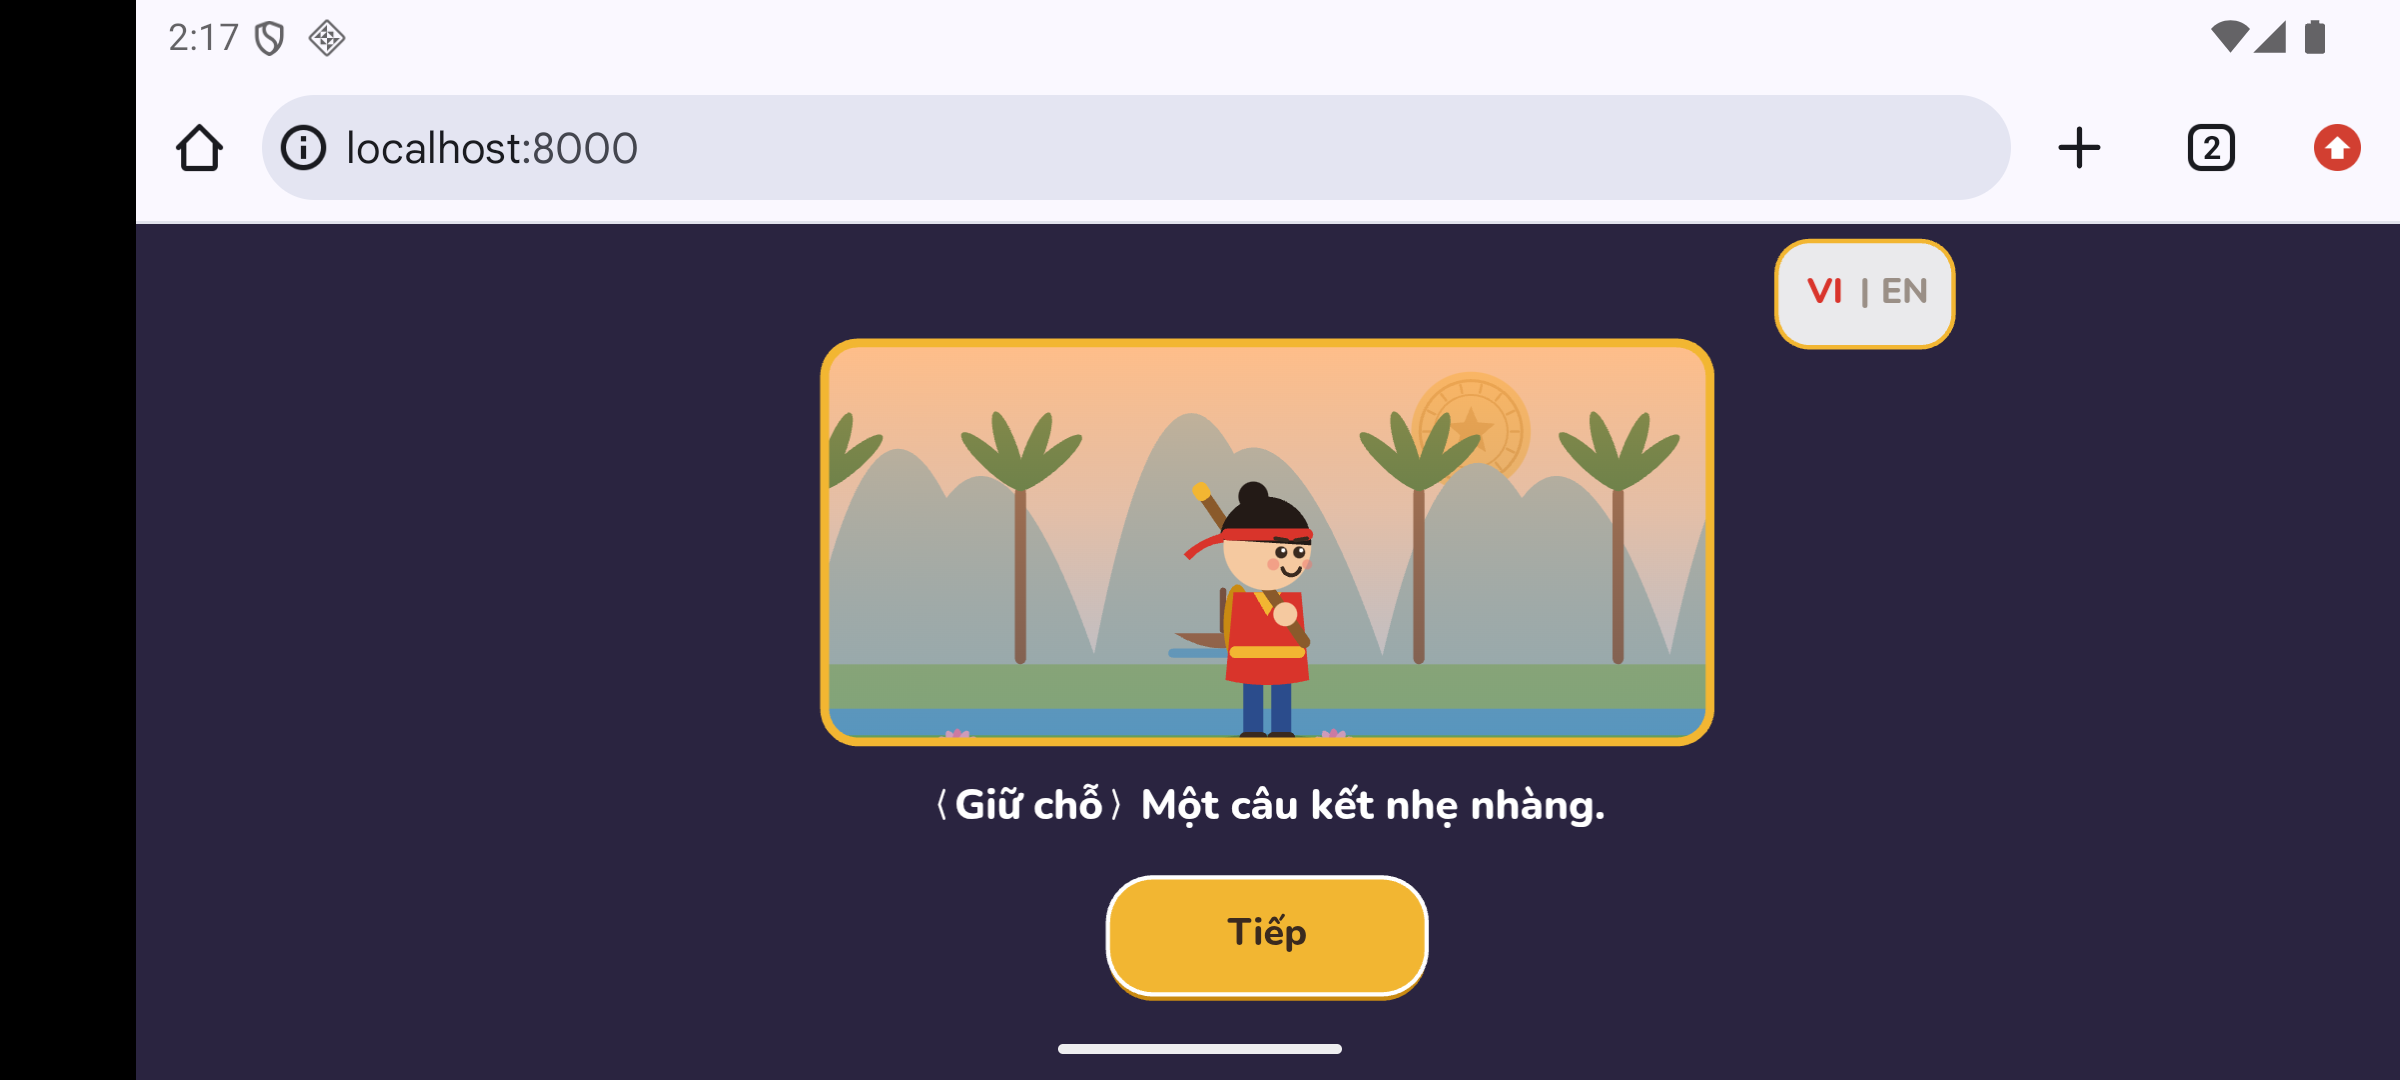 2:17
localhost:8000
2
VI | EN
⟨Giữ chỗ⟩ Một câu kết nhẹ nhàng.
Tiếp